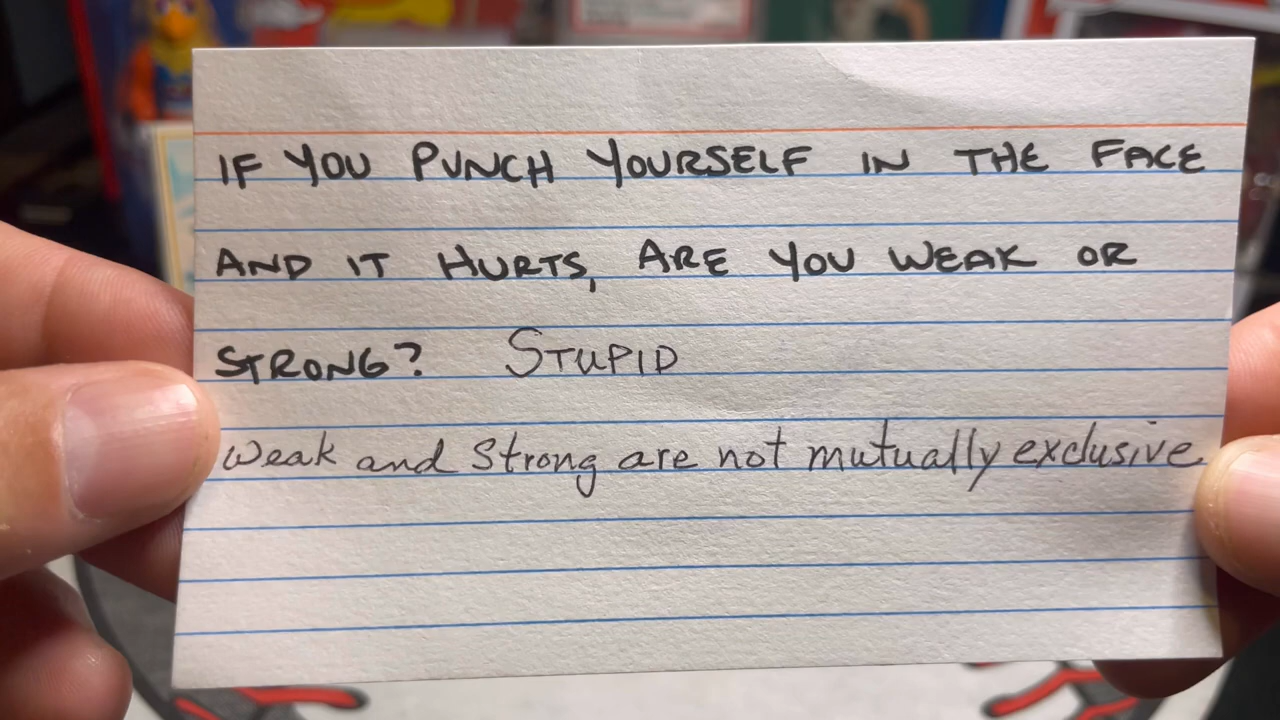 IF YOU PUNCH YOURSELF IN THE FACE
AND IT HURTS, ARE YOU WEAK OR
STRONG? STUPID
Weak and Strong are not mutually exclusive